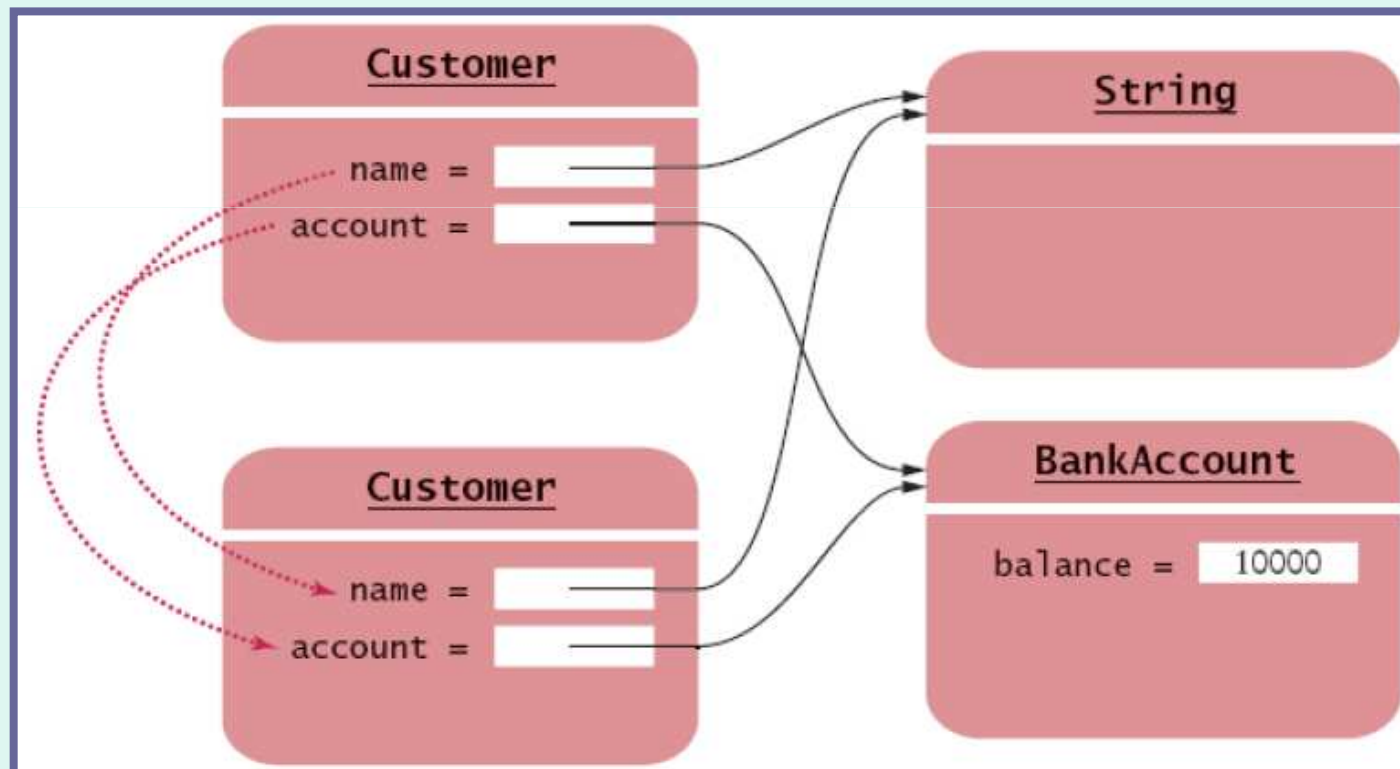 Customer
name =
account =
String
Customer
name =
account =
BankAccount
balance = 10000